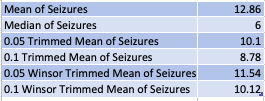 Mean of Seizures 12.86
Median of Seizures 6
0.05 Trimmed Mean of Seizures 10.1
0.1 Trimmed Mean of Seizures 8.78
0.05 Winsor Trimmed Mean of Seizures 11.54
0.1 Winsor Trimmed Mean of Seizures 10.12